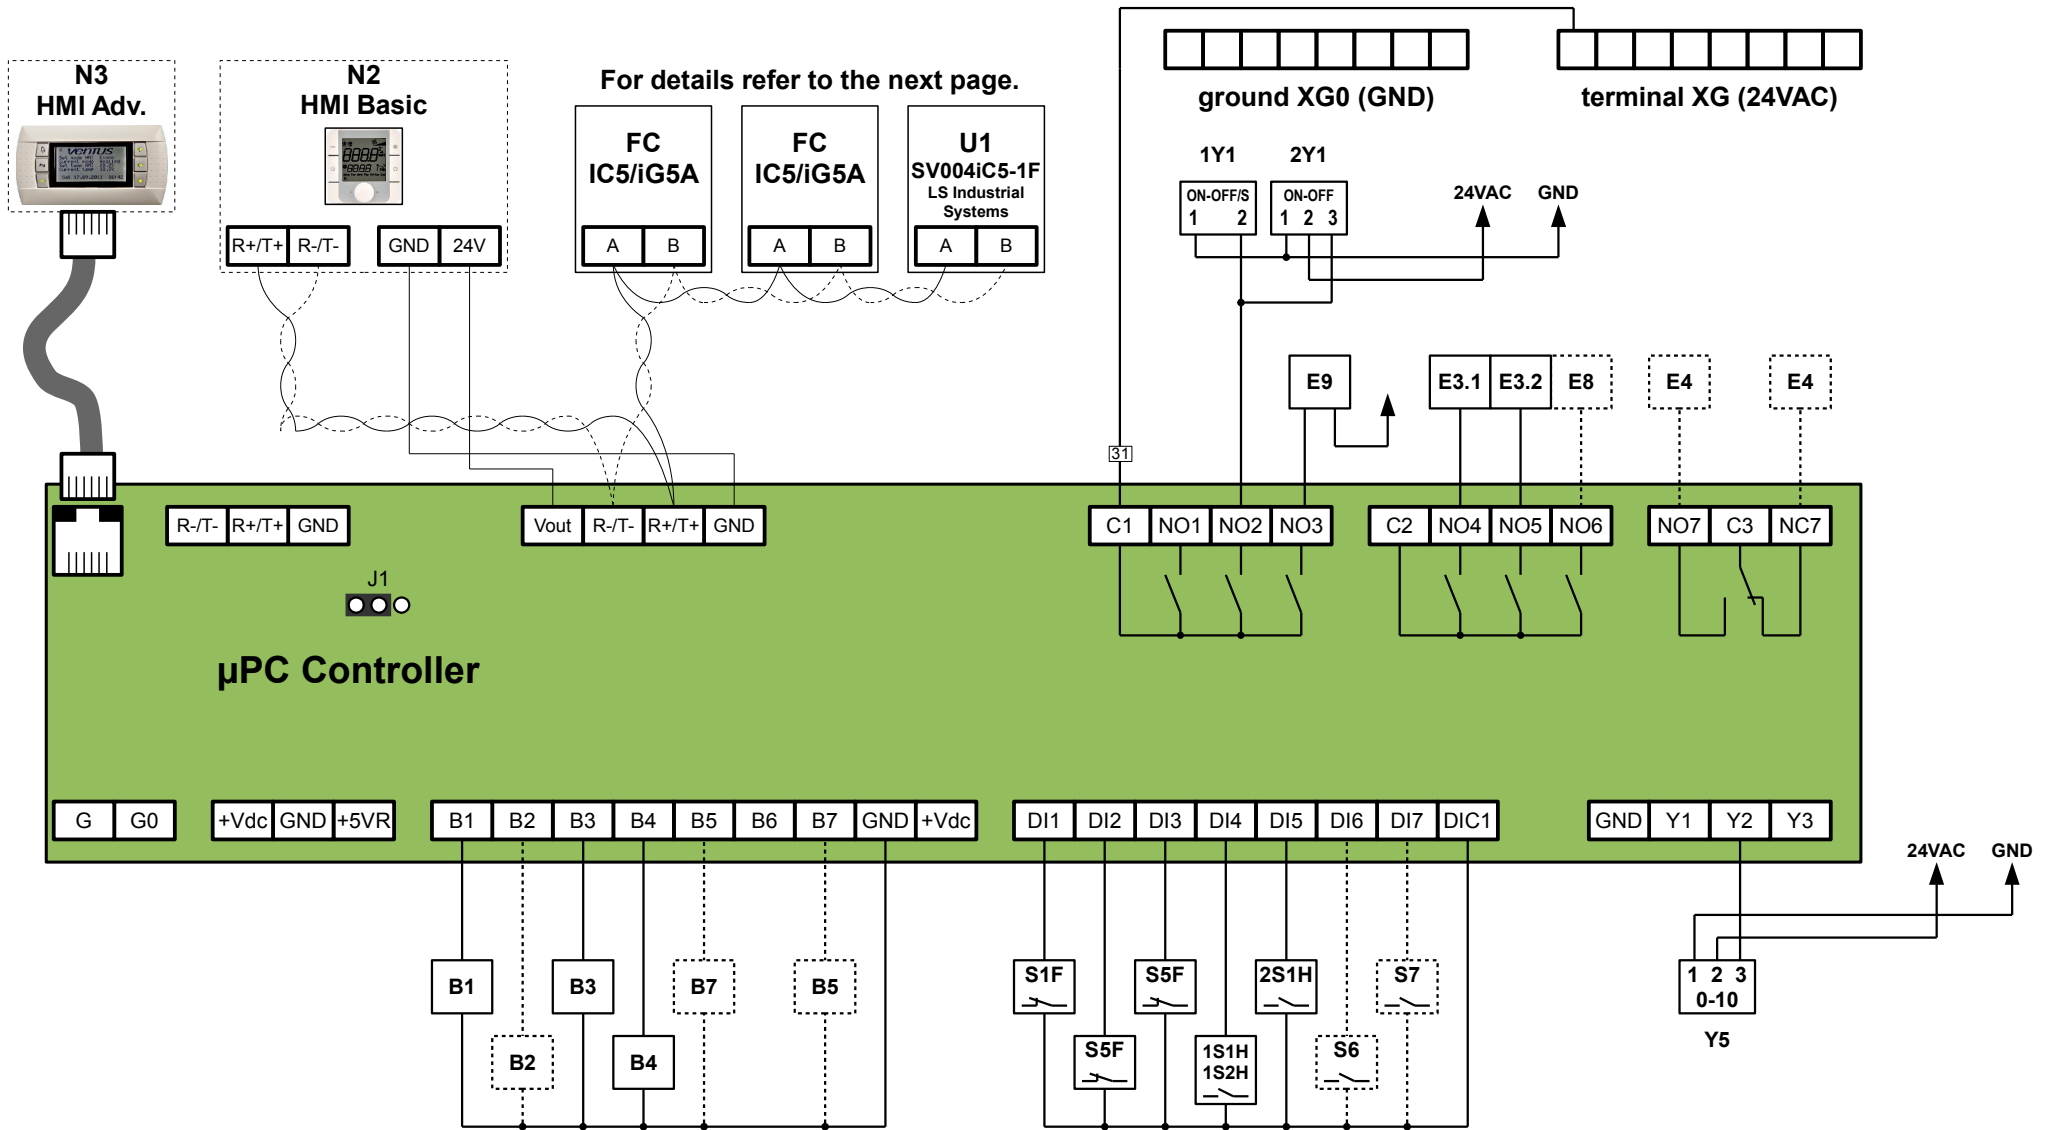 N3
HMI Adv.
VENTUS
N2
HMI Basic
R+/T+ R-/T- GND 24V
For details refer to the next page.
FC
IC5/iG5A
A B
FC
IC5/iG5A
A B
U1
SV004iC5-1F
LS Industrial
Systems
A B
ground XG0 (GND)
terminal XG (24VAC)
1Y1
ON-OFF/S
1 2
2Y1
ON-OFF
1 2 3
24VAC GND
E9
E3.1 E3.2 E8
E4 E4
31
R-/T- R+/T+ GND
Vout R-/T- R+/T+ GND
C1 NO1 NO2 NO3
C2 NO4 NO5 NO6
NO7 C3 NC7
J1
µPC Controller
G G0
+Vdc GND +5VR
B1 B2 B3 B4 B5 B6 B7 GND +Vdc
DI1 DI2 DI3 DI4 DI5 DI6 DI7 DIC1
GND Y1 Y2 Y3
24VAC GND
B1 B3 B7 B5
B2 B4
S1F S5F 2S1H S7
S5F
1S1H
1S2H
S6
1 2 3
0-10
Y5